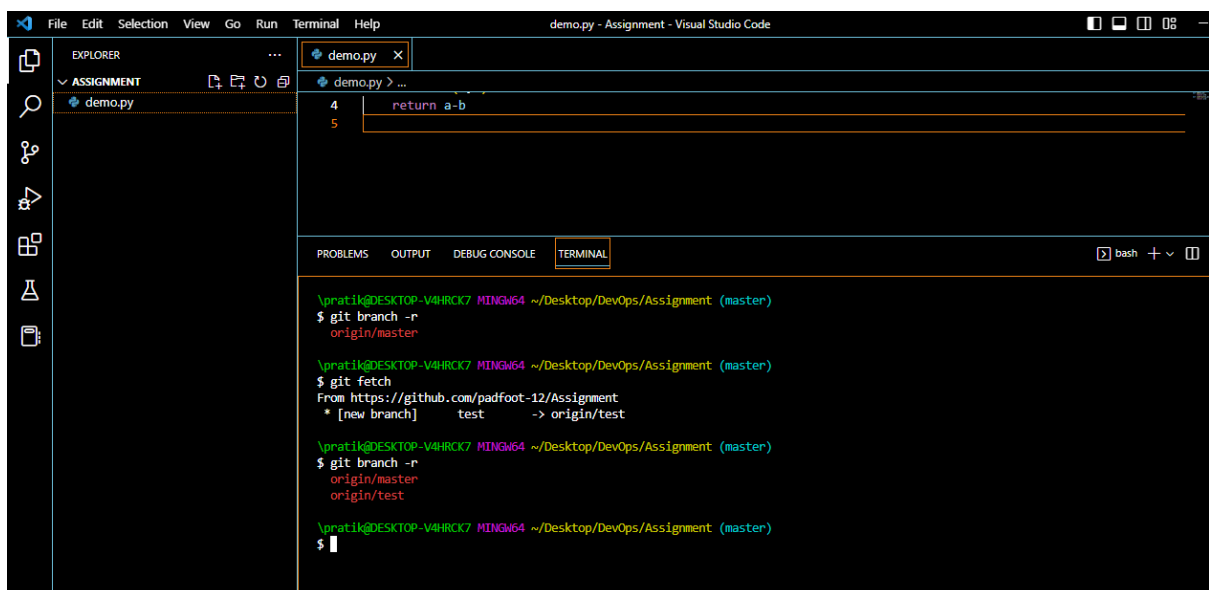 File Edit Selection View Go Run Terminal Help demo.py - Assignment - Visual Studio Code
EXPLORER
ASSIGNMENT
demo.py
demo.py
demo.py > ...
4 return a-b
5
PROBLEMS OUTPUT DEBUG CONSOLE TERMINAL bash
\pratik@DESKTOP-V4HRCK7 MINGW64 ~/Desktop/DevOps/Assignment (master)
$ git branch -r
origin/master
\pratik@DESKTOP-V4HRCK7 MINGW64 ~/Desktop/DevOps/Assignment (master)
$ git fetch
From https://github.com/padfoot-12/Assignment
* [new branch] test -> origin/test
\pratik@DESKTOP-V4HRCK7 MINGW64 ~/Desktop/DevOps/Assignment (master)
$ git branch -r
origin/master
origin/test
\pratik@DESKTOP-V4HRCK7 MINGW64 ~/Desktop/DevOps/Assignment (master)
$